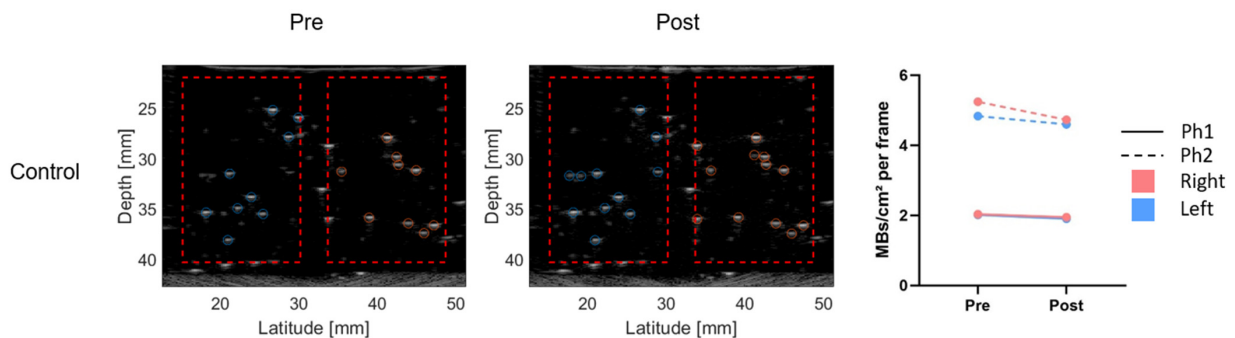 Pre
Post
Control
Depth [mm]
25
30
35
40
20
30
40
50
Latitude [mm]
Depth [mm]
25
30
35
40
20
30
40
50
Latitude [mm]
MBs/cm² per frame
6
4
2
0
Pre
Post
Ph1
Ph2
Right
Left